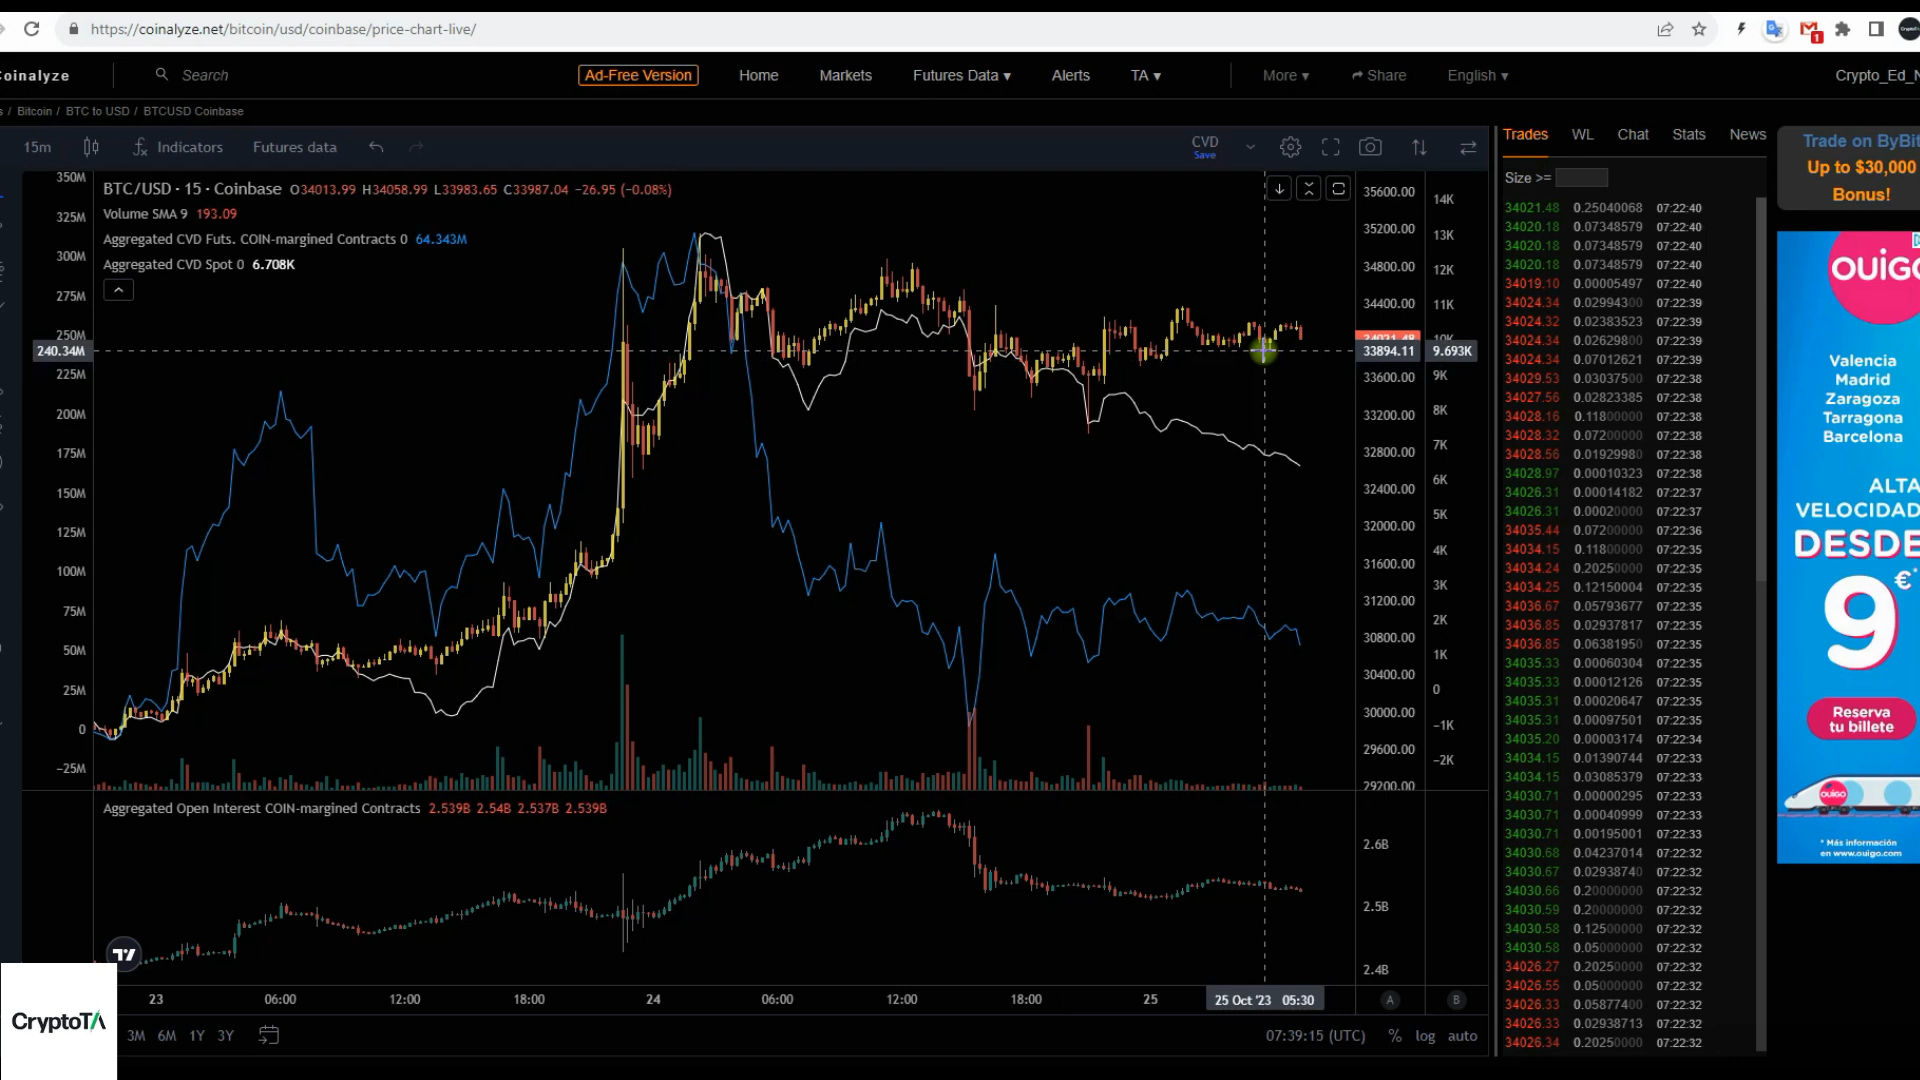 https://coinalyze.net/bitcoin/usd/coinbase/price-chart-live/
1
oinalyze
Search
Ad-Free Version
Home
Markets
Futures Data ▾
Alerts
TA ▾
More ▾
Share
English ▾
Crypto_Ed_N
s / Bitcoin / BTC to USD / BTCUSD Coinbase
15m
Indicators
Futures data
CVD
Save
BTC/USD · 15 · Coinbase O34013.99 H34058.99 L33983.65 C33987.04 −26.95 (−0.08%)
Volume SMA 9 193.09
Aggregated CVD Futs. COIN-margined Contracts 0 64.343M
Aggregated CVD Spot 0 6.708K
350M
325M
300M
275M
250M
240.34M
225M
200M
175M
150M
125M
100M
75M
50M
25M
0
−25M
35600.00
35200.00
34800.00
34400.00
34021.48
33894.11
33600.00
33200.00
32800.00
32400.00
32000.00
31600.00
31200.00
30800.00
30400.00
30000.00
29600.00
29200.00
14K
13K
12K
11K
10K
9.693K
9K
8K
7K
6K
5K
4K
3K
2K
1K
0
−1K
−2K
Aggregated Open Interest COIN-margined Contracts 2.539B 2.54B 2.537B 2.539B
2.6B
2.5B
2.4B
23
06:00
12:00
18:00
24
06:00
12:00
18:00
25
25 Oct '23 05:30
A
B
3M 6M 1Y 3Y
07:39:15 (UTC)
% log auto
CryptoTA
Trades WL Chat Stats News
Size >=
34021.48 0.25040068 07:22:40
34020.18 0.07348579 07:22:40
34020.18 0.07348579 07:22:40
34020.18 0.07348579 07:22:40
34019.10 0.00005497 07:22:40
34024.34 0.02994300 07:22:39
34024.32 0.02383523 07:22:39
34024.34 0.02629800 07:22:39
34024.34 0.07012621 07:22:39
34029.53 0.03037500 07:22:38
34027.56 0.02823385 07:22:38
34028.16 0.11800000 07:22:38
34028.32 0.07200000 07:22:38
34028.56 0.01929980 07:22:38
34028.97 0.00010323 07:22:38
34026.31 0.00014182 07:22:37
34026.31 0.00020000 07:22:37
34035.44 0.07200000 07:22:36
34034.15 0.11800000 07:22:35
34034.24 0.20250000 07:22:35
34034.25 0.12150004 07:22:35
34036.67 0.05793677 07:22:35
34036.85 0.02937817 07:22:35
34036.85 0.06381950 07:22:35
34035.33 0.00060304 07:22:35
34035.33 0.00012126 07:22:35
34035.31 0.00020647 07:22:35
34035.31 0.00097501 07:22:35
34035.20 0.00003174 07:22:34
34034.15 0.01390744 07:22:33
34034.15 0.03085379 07:22:33
34030.71 0.00000295 07:22:33
34030.71 0.00040999 07:22:33
34030.71 0.00195001 07:22:33
34030.68 0.04237014 07:22:32
34030.67 0.02938740 07:22:32
34030.66 0.20000000 07:22:32
34030.59 0.20000000 07:22:32
34030.58 0.12500000 07:22:32
34030.58 0.05000000 07:22:32
34026.27 0.20250000 07:22:32
34026.55 0.05000000 07:22:32
34026.33 0.05877400 07:22:32
34026.33 0.02938713 07:22:32
34026.34 0.20250000 07:22:32
Trade on ByBit
Up to $30,000
Bonus!
OUIGO
Valencia
Madrid
Zaragoza
Tarragona
Barcelona
ALTA
VELOCIDAD
DESDE
9€*
Reserva
tu billete
OUIGO
* Más información
en www.ouigo.com